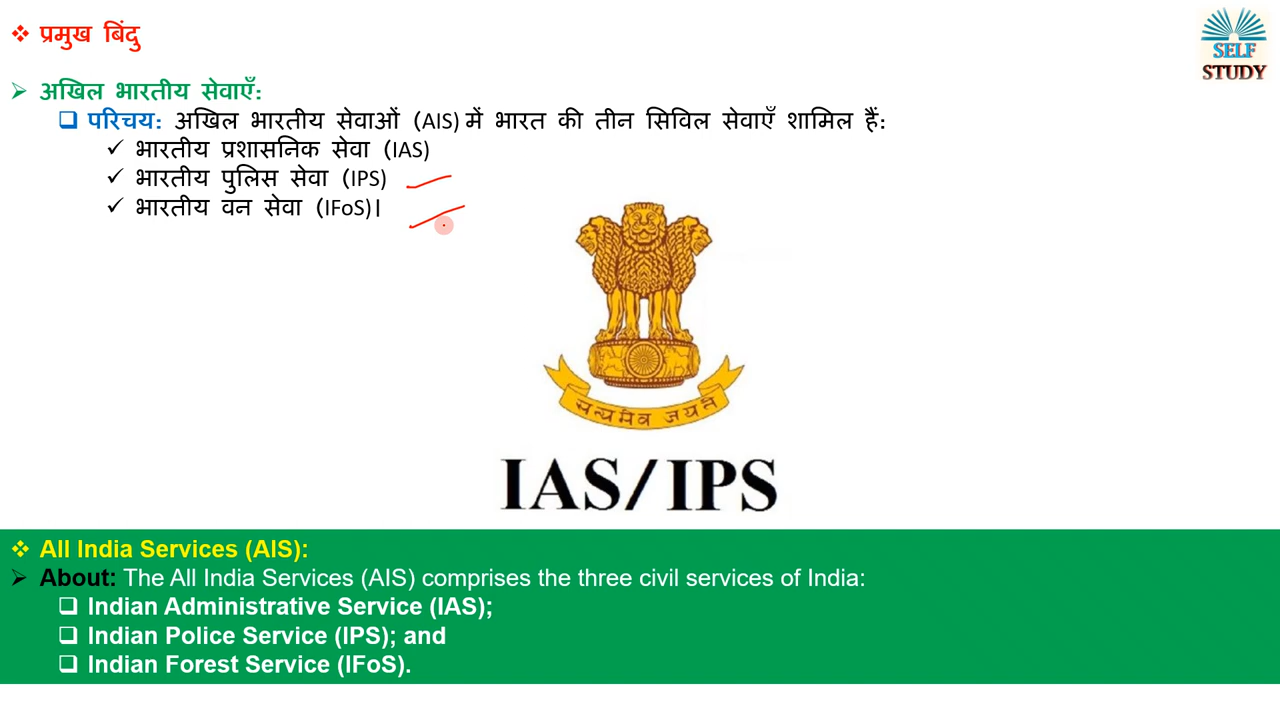 प्रमुख बिंदु
SELF
STUDY
अखिल भारतीय सेवाएँ:
परिचय: अखिल भारतीय सेवाओं (AIS) में भारत की तीन सिविल सेवाएँ शामिल हैं:
भारतीय प्रशासनिक सेवा (IAS)
भारतीय पुलिस सेवा (IPS)
भारतीय वन सेवा (IFoS)।
सत्यमेव जयते
IAS/IPS
All India Services (AIS):
About: The All India Services (AIS) comprises the three civil services of India:
Indian Administrative Service (IAS);
Indian Police Service (IPS); and
Indian Forest Service (IFoS).